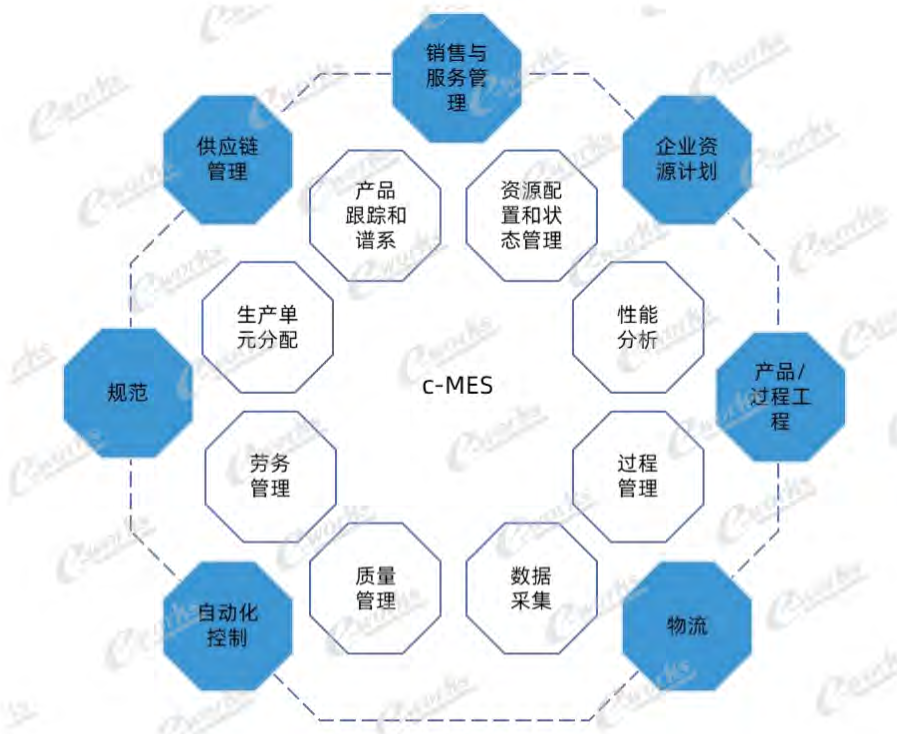 销售与
服务管
理
供应链
管理
企业资
源计划
产品
跟踪和
谱系
资源配
置和状
态管理
生产单
元分配
性能
分析
规范
c-MES
产品/
过程工
程
劳务
管理
过程
管理
质量
管理
数据
采集
自动化
控制
物流
e-works